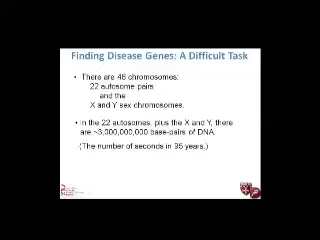 Finding Disease Genes: A Difficult Task
• There are 46 chromosomes:
22 autosome pairs
and the
X and Y sex chromosomes.
• In the 22 autosomes, plus the X and Y, there
are ~3,000,000,000 base-pairs of DNA
(The number of seconds in 95 years.)